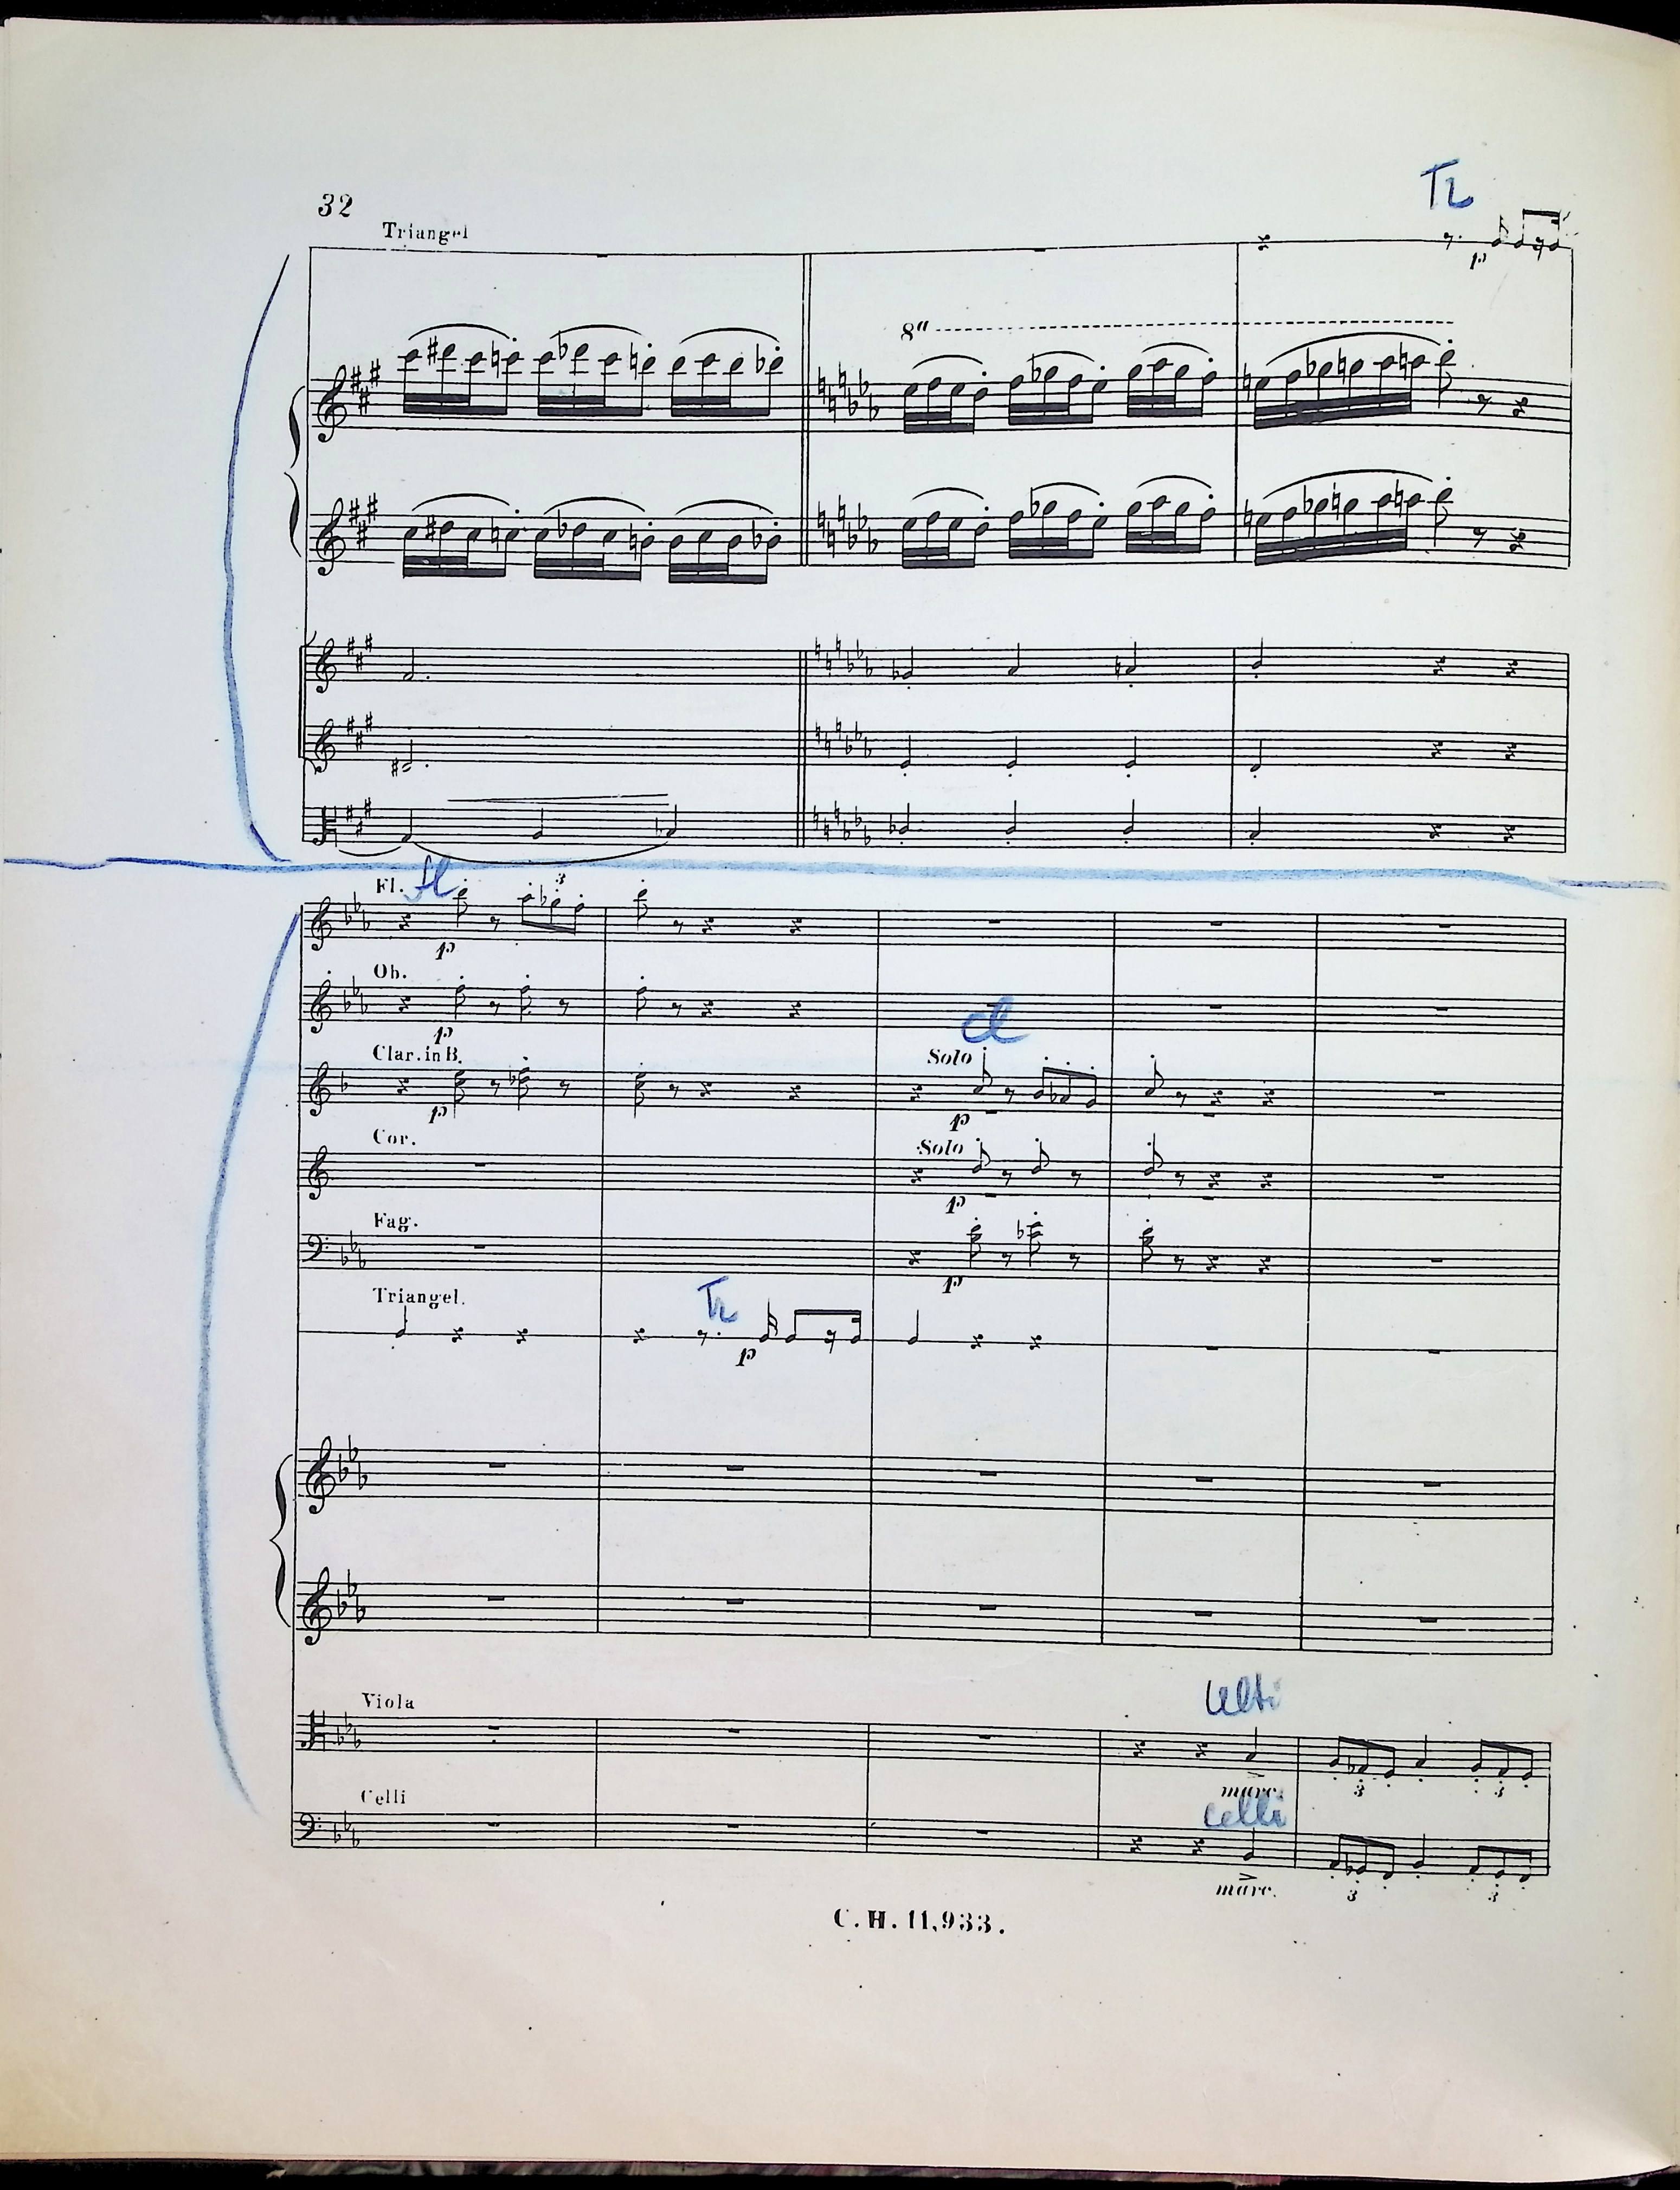 Tr
32
Triangel
p
8a
Fl. fl
3
p
Ob.
p
cl
Clar. in B.
Solo
p
p
Cor.
Solo
p
Fag.
p
Triangel.
Tr
p
Viola
celli
marc.
3
3
Celli
marc.
3
3
C. H. 11,933.